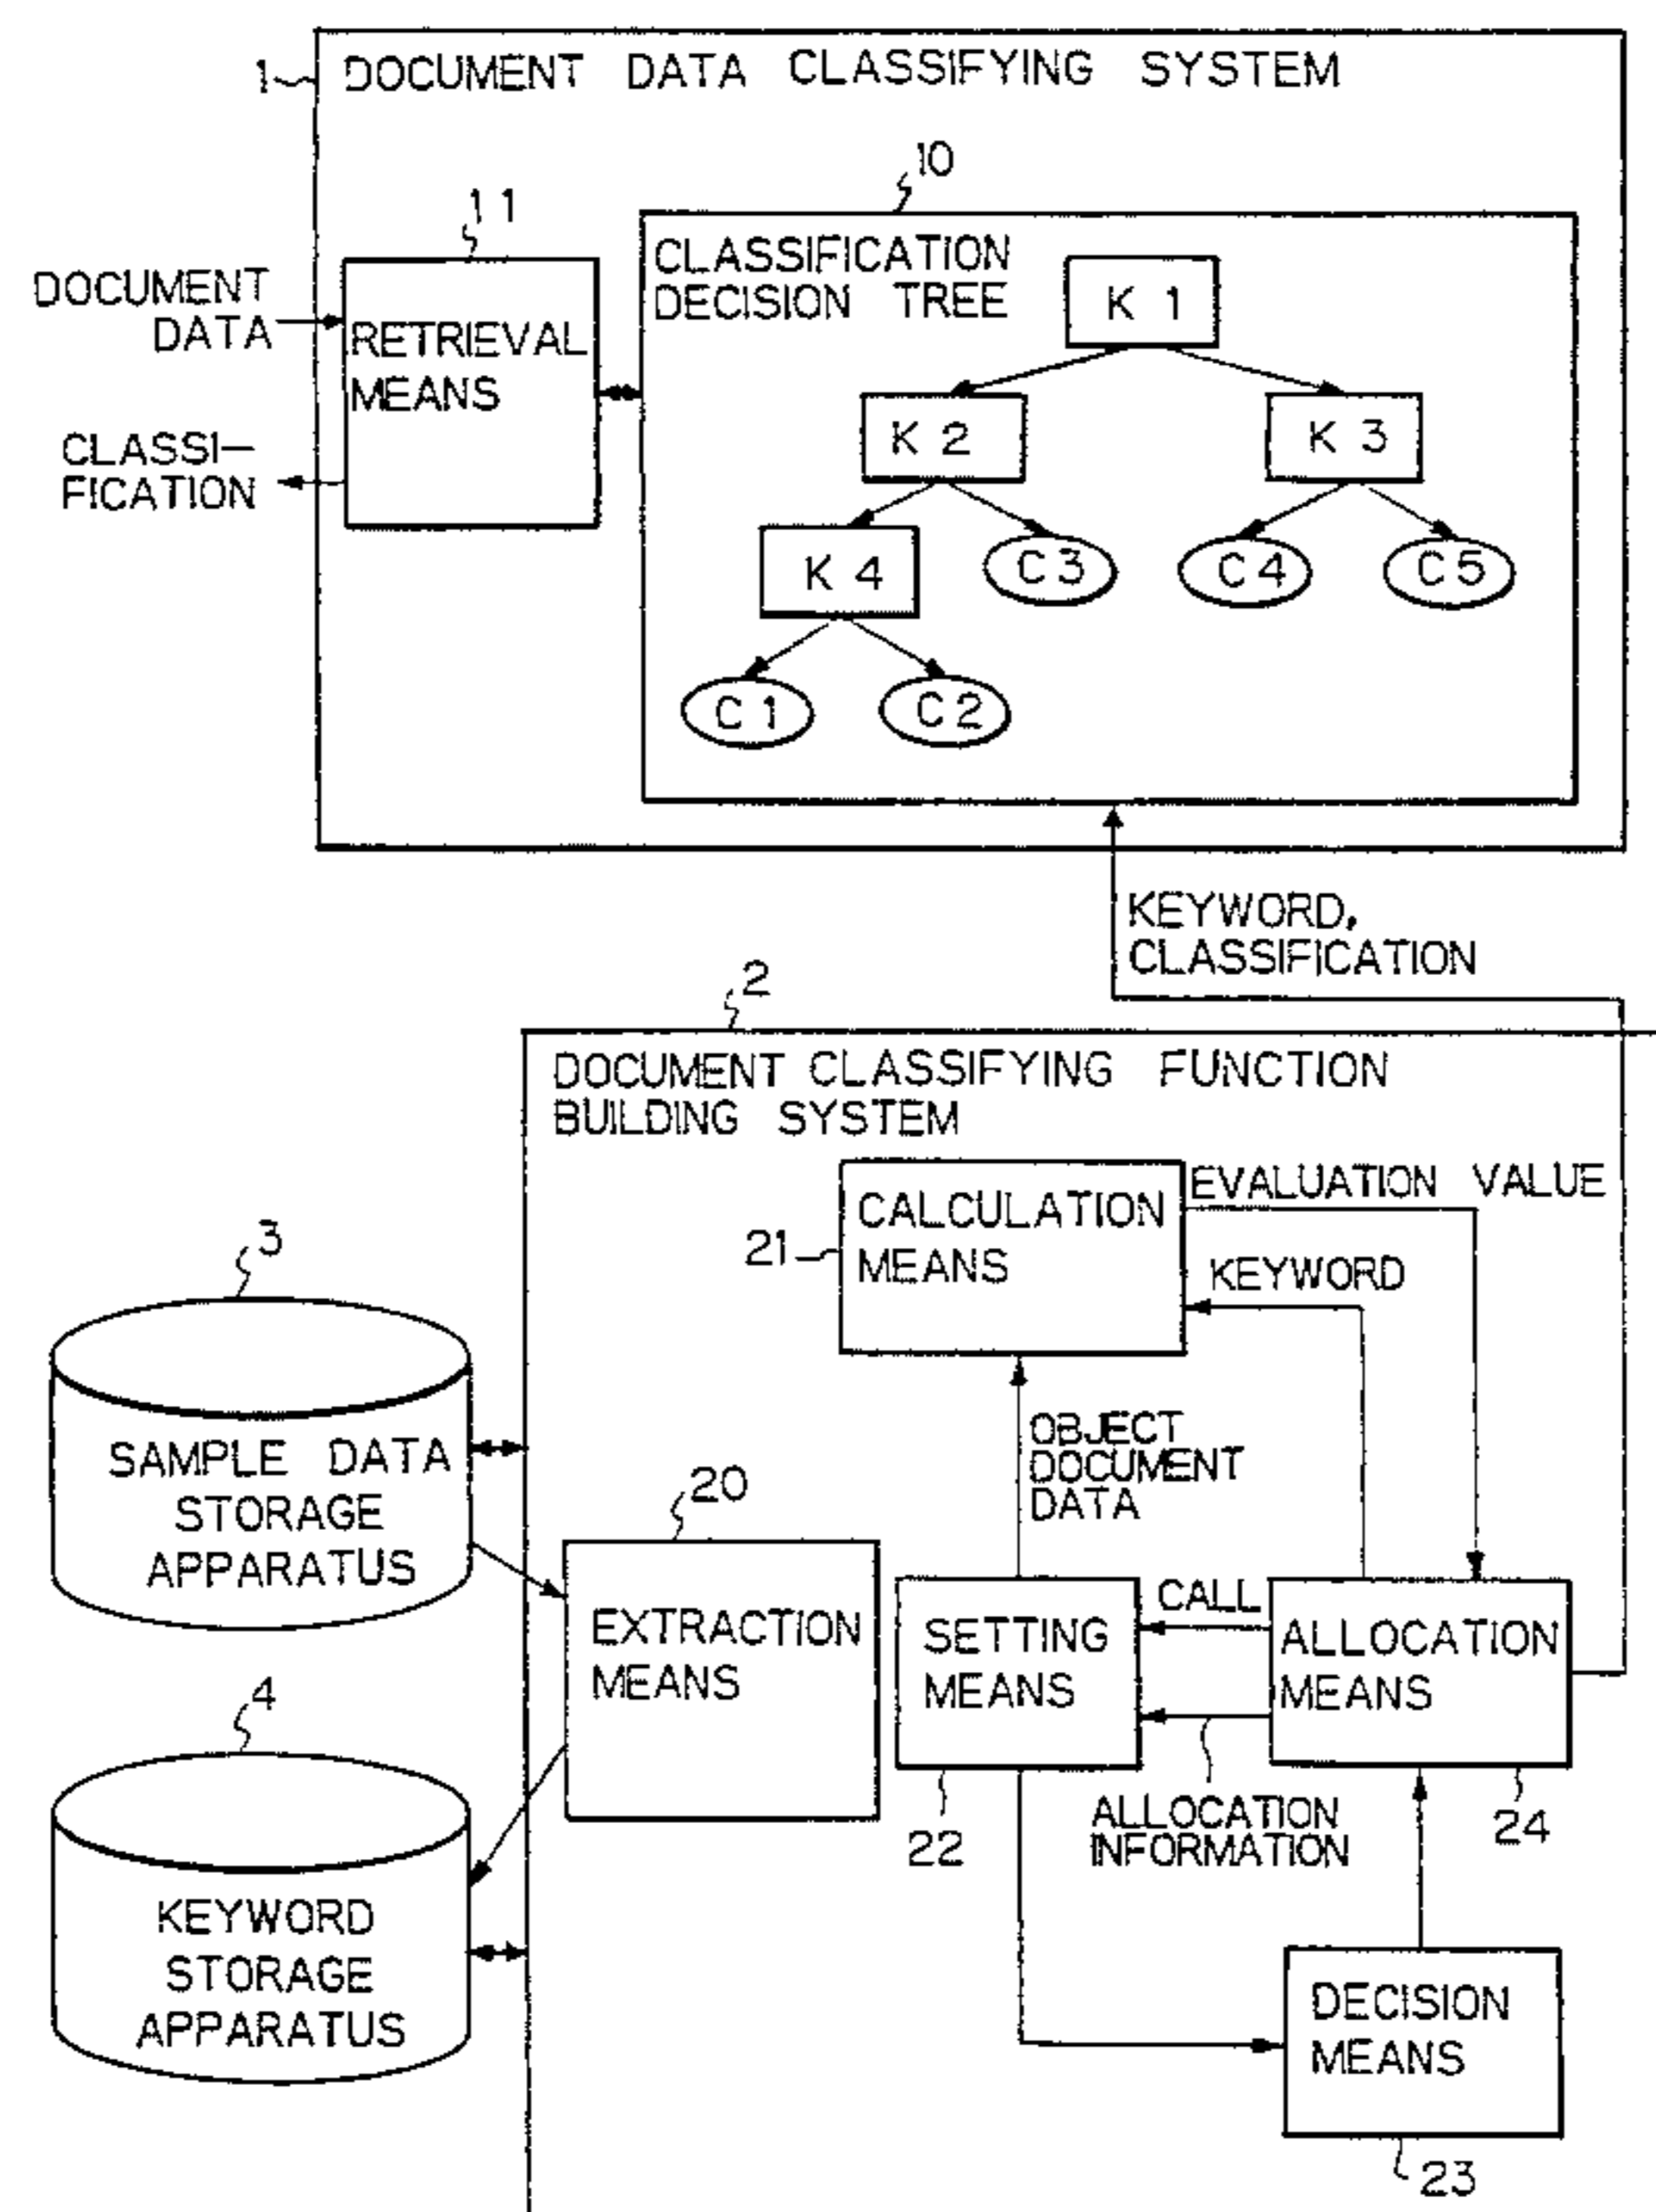 1
DOCUMENT DATA CLASSIFYING SYSTEM
10
11
DOCUMENT
DATA
RETRIEVAL
MEANS
CLASSI-
FICATION
CLASSIFICATION
DECISION TREE
K 1
K 2
K 3
K 4
C 3
C 4
C 5
C 1
C 2
KEYWORD,
CLASSIFICATION
2
DOCUMENT CLASSIFYING FUNCTION
BUILDING SYSTEM
CALCULATION
MEANS
21
EVALUATION VALUE
KEYWORD
3
SAMPLE DATA
STORAGE
APPARATUS
OBJECT
DOCUMENT
DATA
20
EXTRACTION
MEANS
SETTING
MEANS
22
CALL
ALLOCATION
MEANS
24
ALLOCATION
INFORMATION
4
KEYWORD
STORAGE
APPARATUS
DECISION
MEANS
23